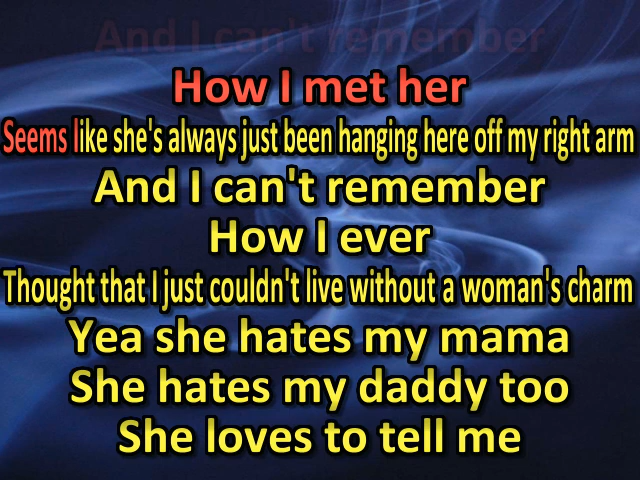 And I can't remember
How I met her
Seems like she's always just been hanging here off my right arm
And I can't remember
How I ever
Thought that I just couldn't live without a woman's charm
Yea she hates my mama
She hates my daddy too
She loves to tell me